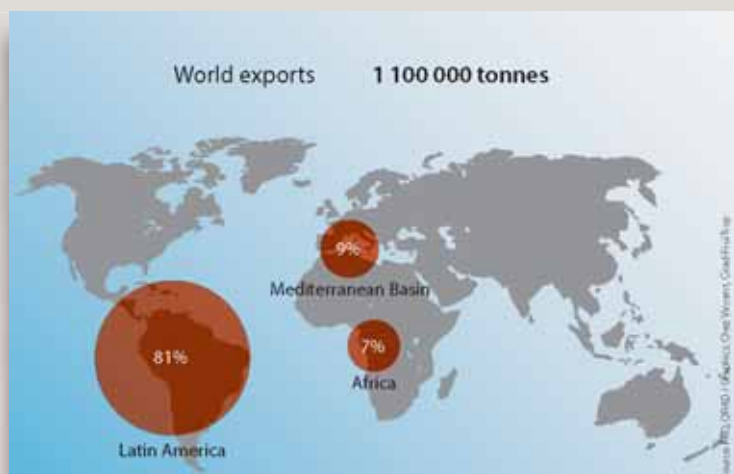 World exports 1 100 000 tonnes
9%
Mediterranean Basin
81%
7%
Africa
Latin America